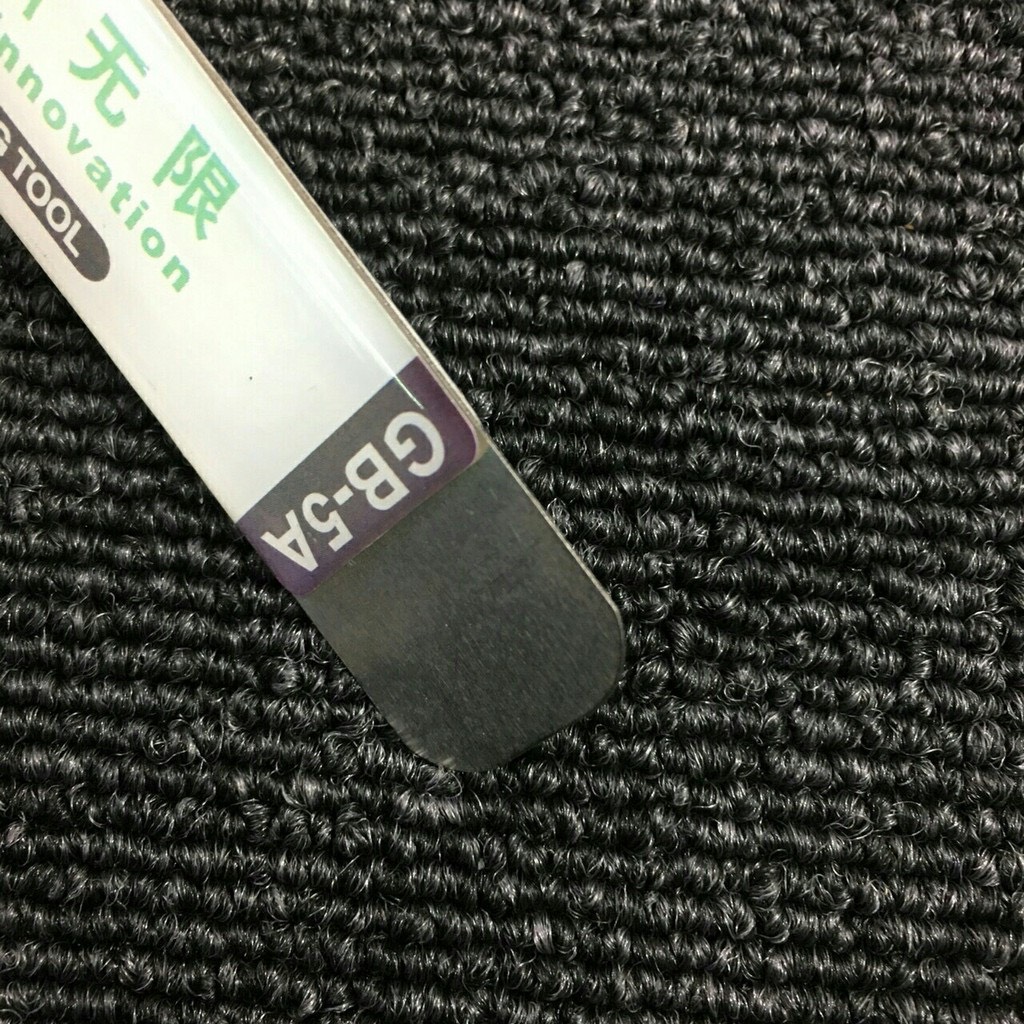 无限
nnovation
G TOOL
GB-5A